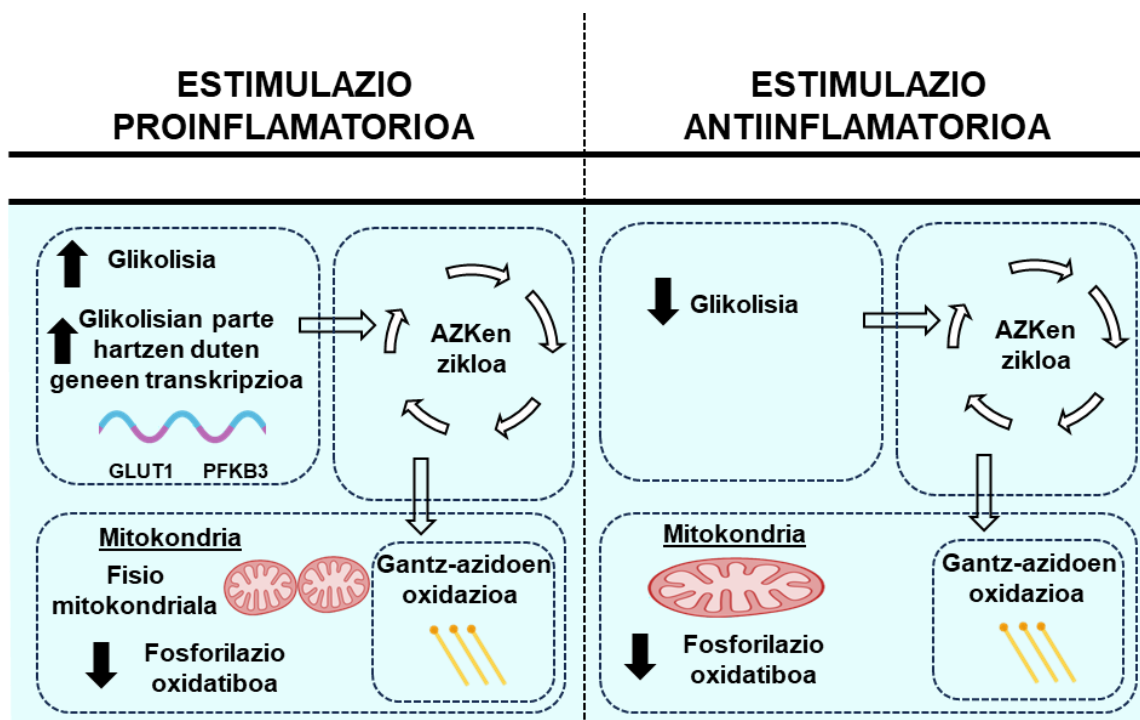 ESTIMULAZIO
PROINFLAMATORIOA
ESTIMULAZIO
ANTIINFLAMATORIOA
Glikolisia
Glikolisian parte
hartzen duten
geneen transkripzioa
GLUT1 PFKB3
AZKen
zikloa
Mitokondria
Fisio
mitokondriala
Fosforilazio
oxidatiboa
Gantz-azidoen
oxidazioa
Glikolisia
AZKen
zikloa
Mitokondria
Fosforilazio
oxidatiboa
Gantz-azidoen
oxidazioa